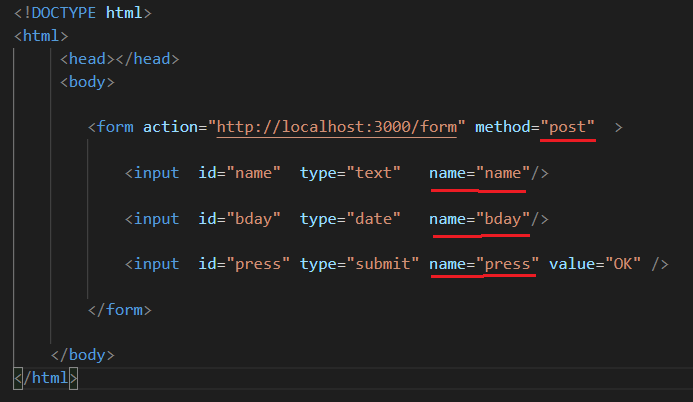 <!DOCTYPE html>
<html>
<head></head>
<body>
<form action="http://localhost:3000/form" method="post" >
<input id="name" type="text" name="name"/>
<input id="bday" type="date" name="bday"/>
<input id="press" type="submit" name="press" value="OK" />
</form>
</body>
</html>